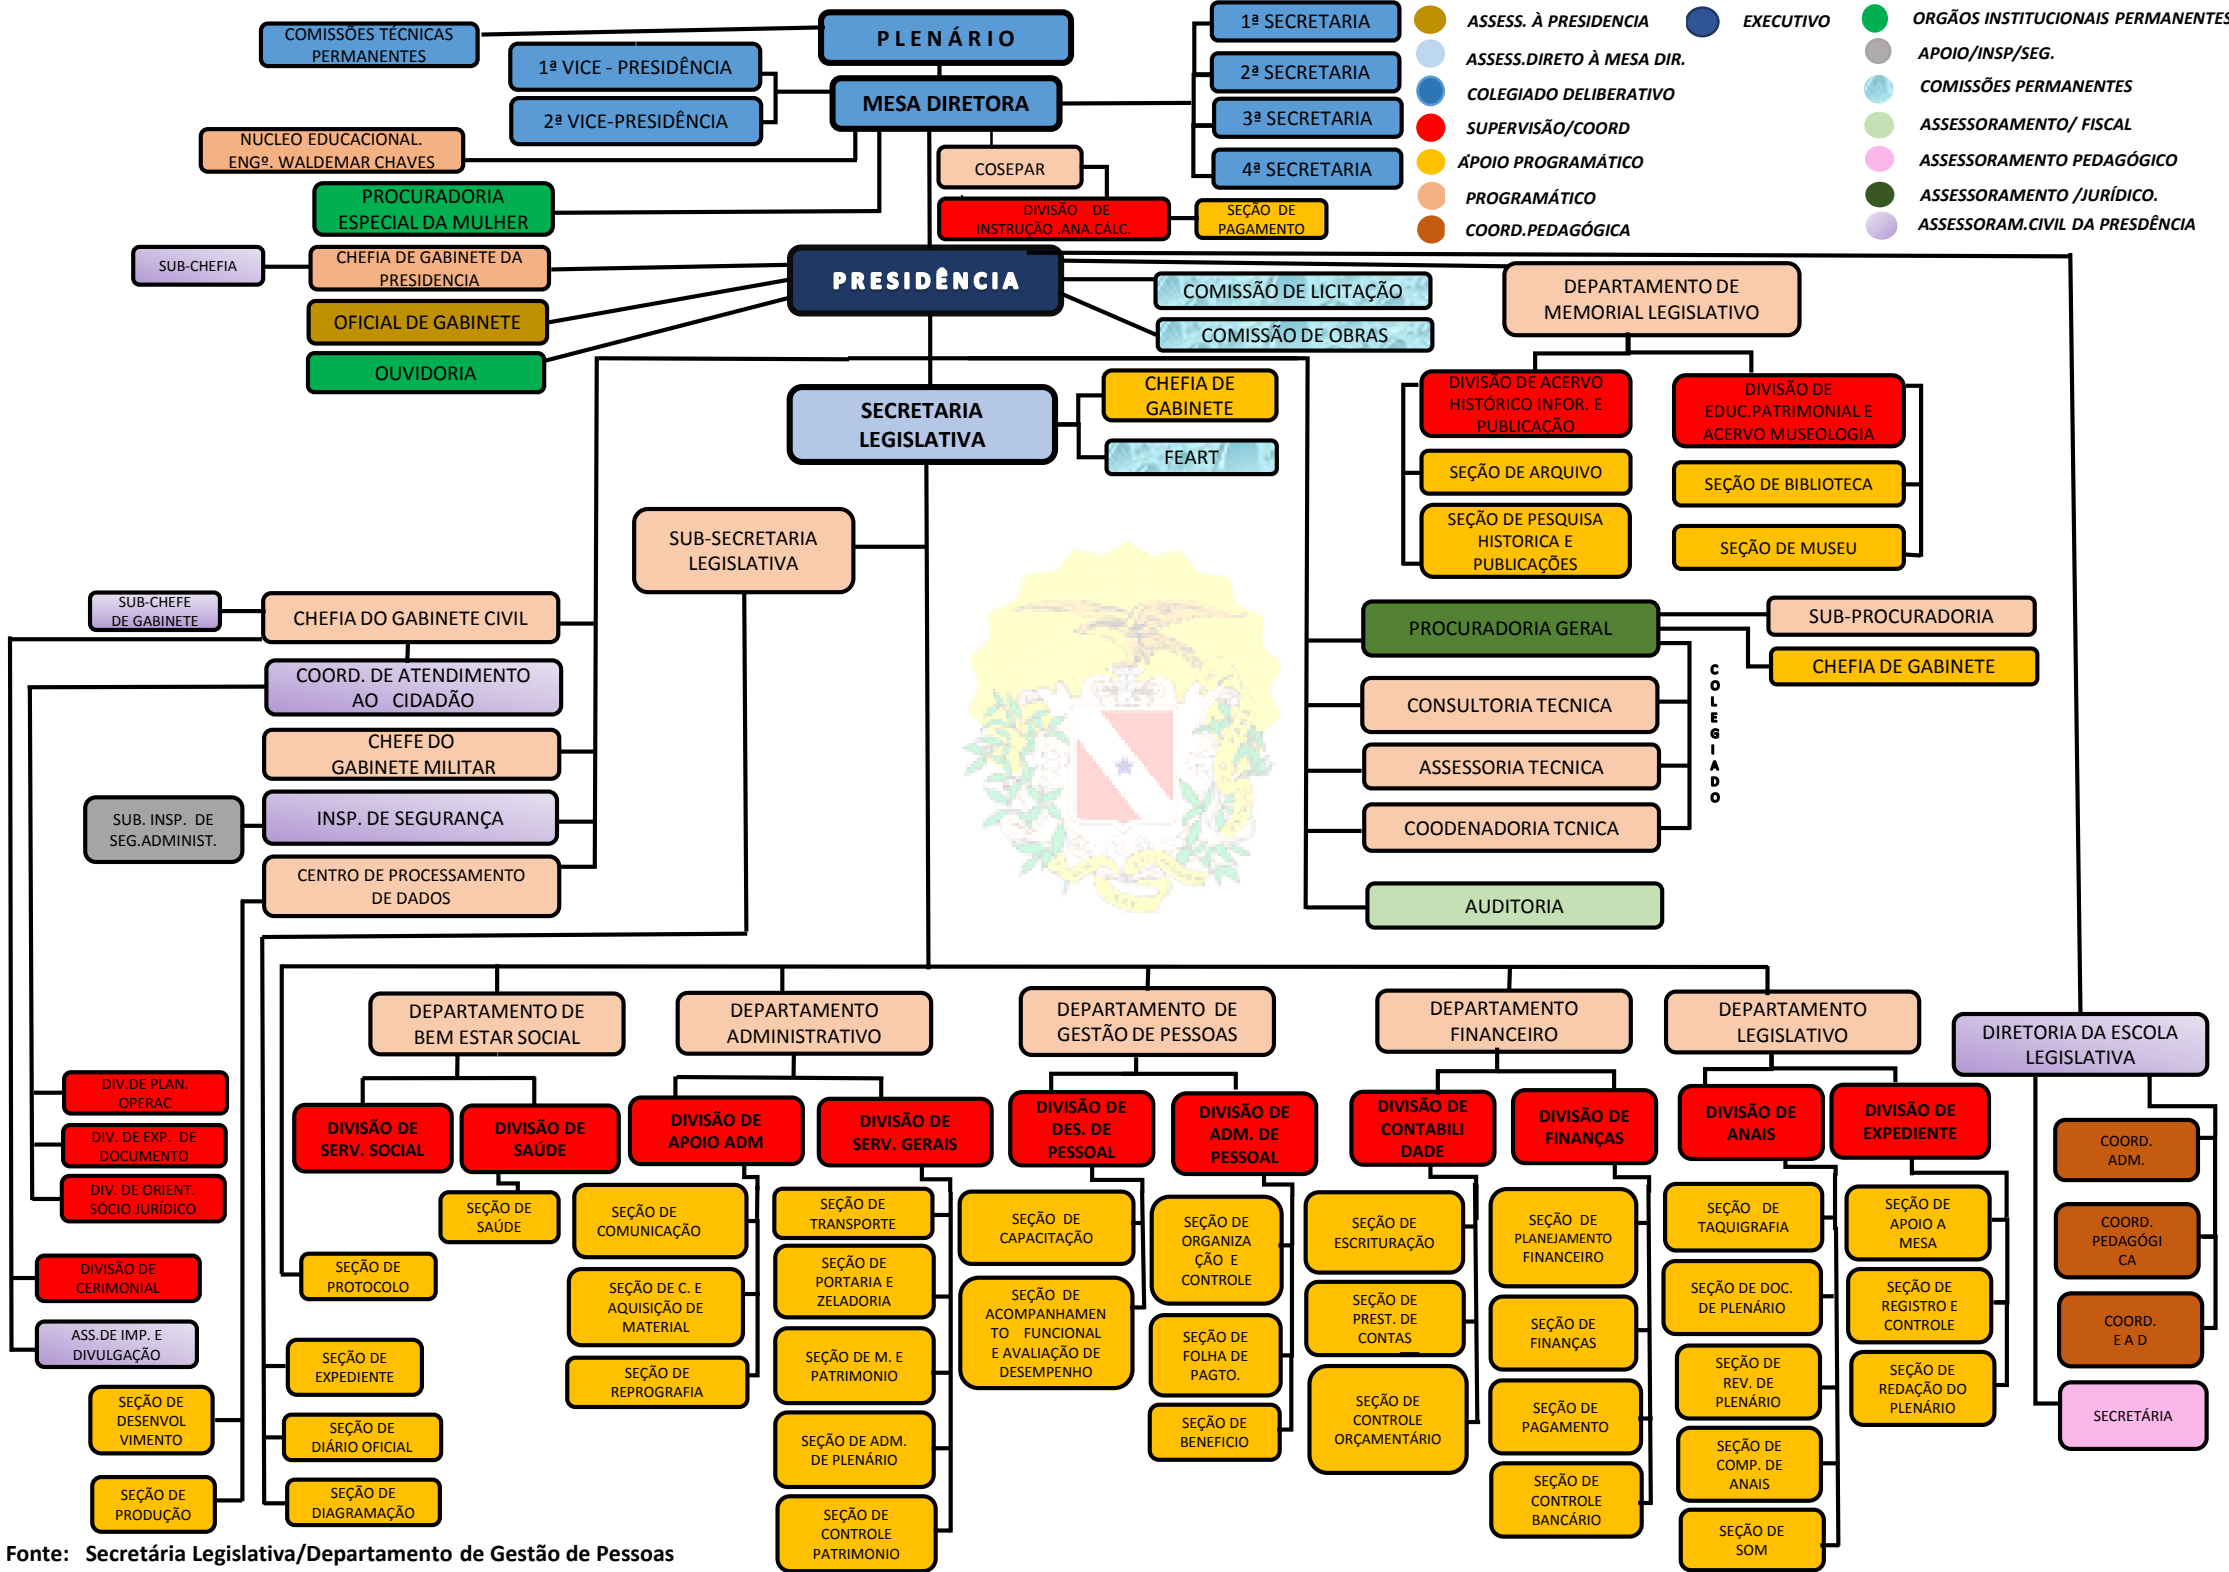 COMISSÕES TÉCNICAS
PERMANENTES
PLENÁRIO
1ª VICE - PRESIDÊNCIA
2ª VICE-PRESIDÊNCIA
MESA DIRETORA
1ª SECRETARIA
2ª SECRETARIA
3ª SECRETARIA
4ª SECRETARIA
ASSESS. À PRESIDENCIA
ASSESS.DIRETO À MESA DIR.
COLEGIADO DELIBERATIVO
SUPERVISÃO/COORD
APOIO PROGRAMÁTICO
PROGRAMÁTICO
COORD.PEDAGÓGICA
EXECUTIVO
ORGÃOS INSTITUCIONAIS PERMANENTES
APOIO/INSP/SEG.
COMISSÕES PERMANENTES
ASSESSORAMENTO/ FISCAL
ASSESSORAMENTO PEDAGÓGICO
ASSESSORAMENTO /JURÍDICO.
ASSESSORAM.CIVIL DA PRESDÊNCIA
NUCLEO EDUCACIONAL.
ENGº. WALDEMAR CHAVES
PROCURADORIA
ESPECIAL DA MULHER
COSEPAR
DIVISÃO DE
INSTRUÇÃO .ANA.CÁLC.
SEÇÃO DE
PAGAMENTO
SUB-CHEFIA
CHEFIA DE GABINETE DA
PRESIDENCIA
OFICIAL DE GABINETE
OUVIDORIA
PRESIDÊNCIA
COMISSÃO DE LICITAÇÃO
COMISSÃO DE OBRAS
DEPARTAMENTO DE
MEMORIAL LEGISLATIVO
DIVISÃO DE ACERVO
HISTÓRICO INFOR. E
PUBLICAÇÃO
SEÇÃO DE ARQUIVO
SEÇÃO DE PESQUISA
HISTORICA E
PUBLICAÇÕES
DIVISÃO DE
EDUC.PATRIMONIAL E
ACERVO MUSEOLOGIA
SEÇÃO DE BIBLIOTECA
SEÇÃO DE MUSEU
SECRETARIA
LEGISLATIVA
CHEFIA DE
GABINETE
FEART
SUB-SECRETARIA
LEGISLATIVA
SUB-CHEFE
DE GABINETE
CHEFIA DO GABINETE CIVIL
COORD. DE ATENDIMENTO
AO CIDADÃO
CHEFE DO
GABINETE MILITAR
SUB. INSP. DE
SEG.ADMINIST.
INSP. DE SEGURANÇA
CENTRO DE PROCESSAMENTO
DE DADOS
PROCURADORIA GERAL
SUB-PROCURADORIA
CHEFIA DE GABINETE
CONSULTORIA TECNICA
ASSESSORIA TECNICA
COODENADORIA TCNICA
C
O
L
E
G
I
A
D
O
AUDITORIA
DEPARTAMENTO DE
BEM ESTAR SOCIAL
DEPARTAMENTO
ADMINISTRATIVO
DEPARTAMENTO DE
GESTÃO DE PESSOAS
DEPARTAMENTO
FINANCEIRO
DEPARTAMENTO
LEGISLATIVO
DIRETORIA DA ESCOLA
LEGISLATIVA
DIV.DE PLAN.
OPERAC
DIV. DE EXP. DE
DOCUMENTO
DIV. DE ORIENT.
SÓCIO JURÍDICO
DIVISÃO DE
CERIMONIAL
ASS.DE IMP. E
DIVULGAÇÃO
SEÇÃO DE
DESENVOL
VIMENTO
SEÇÃO DE
PRODUÇÃO
SEÇÃO DE
PROTOCOLO
SEÇÃO DE
EXPEDIENTE
SEÇÃO DE
DIÁRIO OFICIAL
SEÇÃO DE
DIAGRAMAÇÃO
DIVISÃO DE
SERV. SOCIAL
DIVISÃO DE
SAÚDE
SEÇÃO DE
SAÚDE
DIVISÃO DE
APOIO ADM
SEÇÃO DE
COMUNICAÇÃO
SEÇÃO DE C. E
AQUISIÇÃO DE
MATERIAL
SEÇÃO DE
REPROGRAFIA
DIVISÃO DE
SERV. GERAIS
SEÇÃO DE
TRANSPORTE
SEÇÃO DE
PORTARIA E
ZELADORIA
SEÇÃO DE M. E
PATRIMONIO
SEÇÃO DE ADM.
DE PLENÁRIO
SEÇÃO DE
CONTROLE
PATRIMONIO
DIVISÃO DE
DES. DE
PESSOAL
SEÇÃO DE
CAPACITAÇÃO
SEÇÃO DE
ACOMPANHAMEN
TO FUNCIONAL
E AVALIAÇÃO DE
DESEMPENHO
DIVISÃO DE
ADM. DE
PESSOAL
SEÇÃO DE
ORGANIZA
ÇÃO E
CONTROLE
SEÇÃO DE
FOLHA DE
PAGTO.
SEÇÃO DE
BENEFICIO
DIVISÃO DE
CONTABILI
DADE
SEÇÃO DE
ESCRITURAÇÃO
SEÇÃO DE
PREST. DE
CONTAS
SEÇÃO DE
CONTROLE
ORÇAMENTÁRIO
DIVISÃO DE
FINANÇAS
SEÇÃO DE
PLANEJAMENTO
FINANCEIRO
SEÇÃO DE
FINANÇAS
SEÇÃO DE
PAGAMENTO
SEÇÃO DE
CONTROLE
BANCÁRIO
DIVISÃO DE
ANAIS
SEÇÃO DE
TAQUIGRAFIA
SEÇÃO DE DOC.
DE PLENÁRIO
SEÇÃO DE
REV. DE
PLENÁRIO
SEÇÃO DE
COMP. DE
ANAIS
SEÇÃO DE
SOM
DIVISÃO DE
EXPEDIENTE
SEÇÃO DE
APOIO A
MESA
SEÇÃO DE
REGISTRO E
CONTROLE
SEÇÃO DE
REDAÇÃO DO
PLENÁRIO
COORD.
ADM.
COORD.
PEDAGÓGI
CA
COORD.
E A D
SECRETÁRIA
Fonte: Secretária Legislativa/Departamento de Gestão de Pessoas